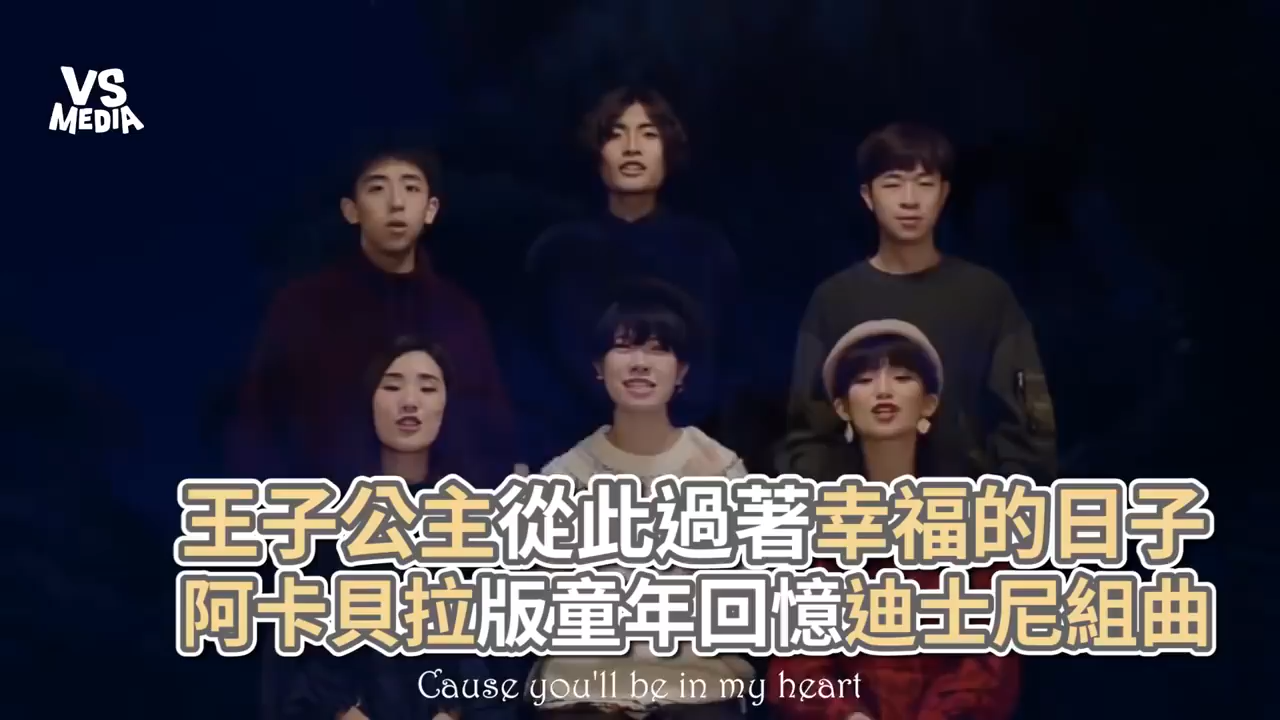 VS
MEDIA
王子公主從此過著幸福的日子
阿卡貝拉版童年回憶迪士尼組曲
Cause you'll be in my heart